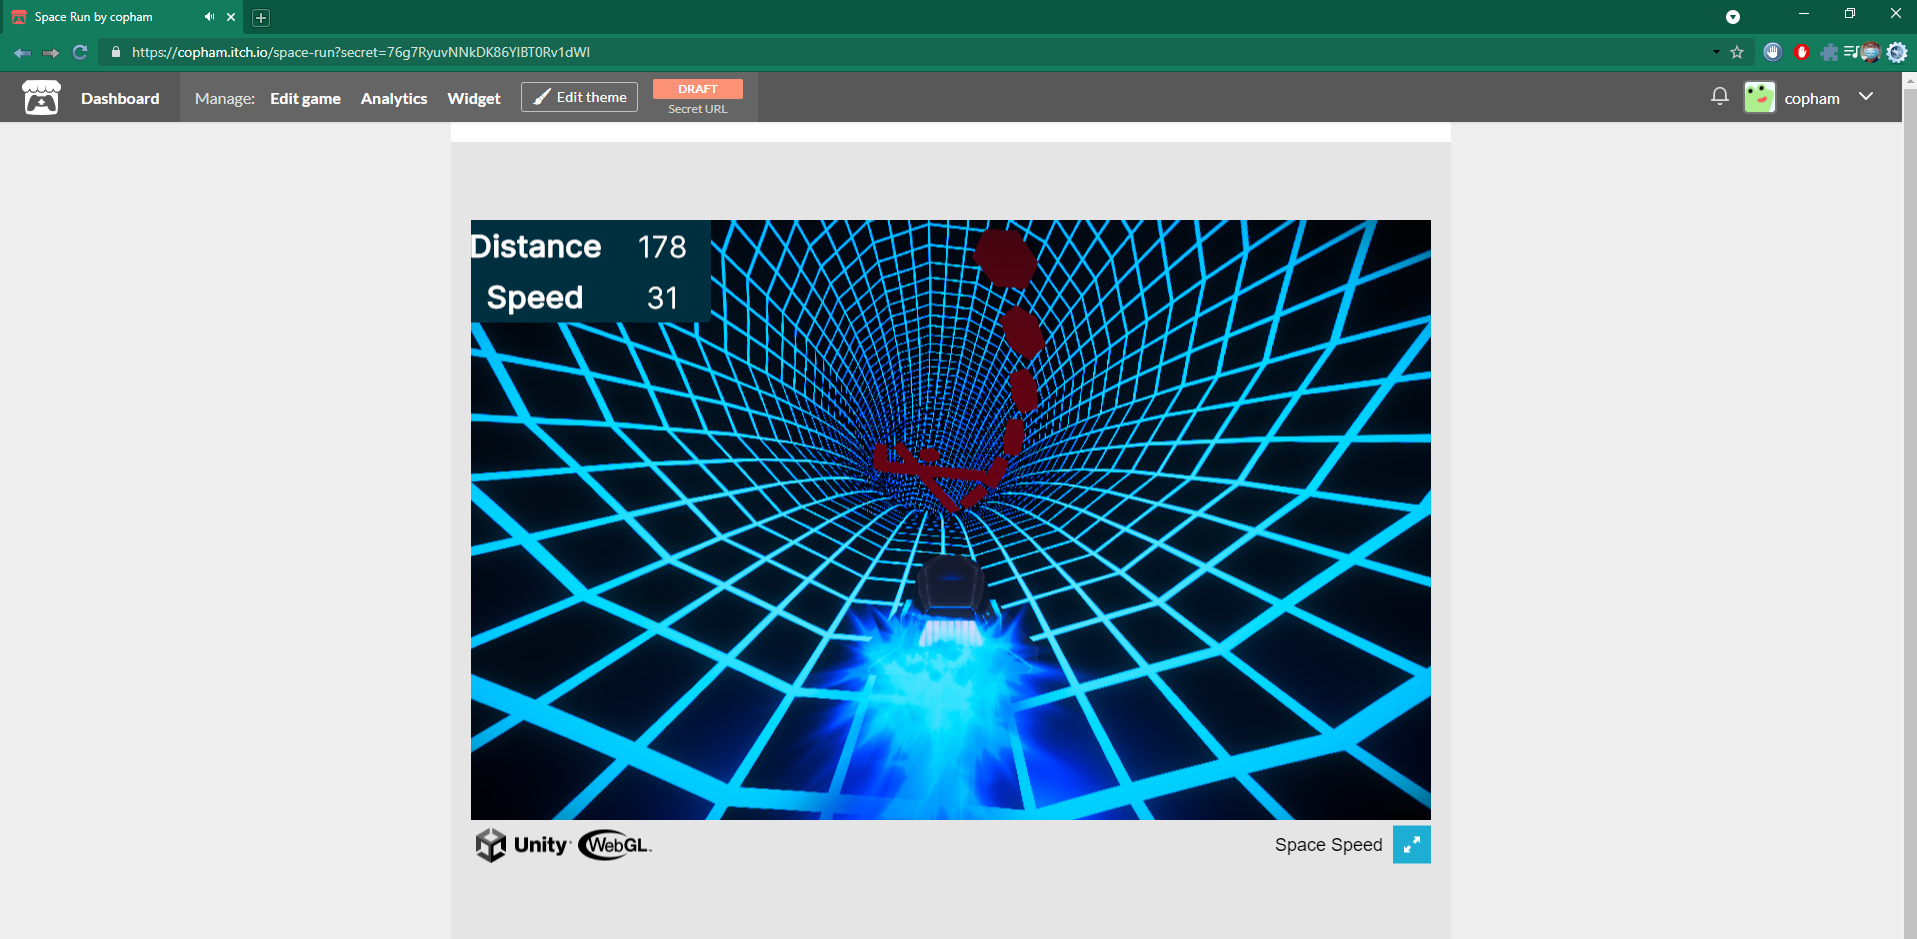 Space Run by copham
https://copham.itch.io/space-run?secret=76g7RyuvNNkDK86YlBT0Rv1dWI
Dashboard
Manage: Edit game Analytics Widget Edit theme
DRAFT
Secret URL
copham
Distance 178
Speed 31
Unity WebGL
Space Speed